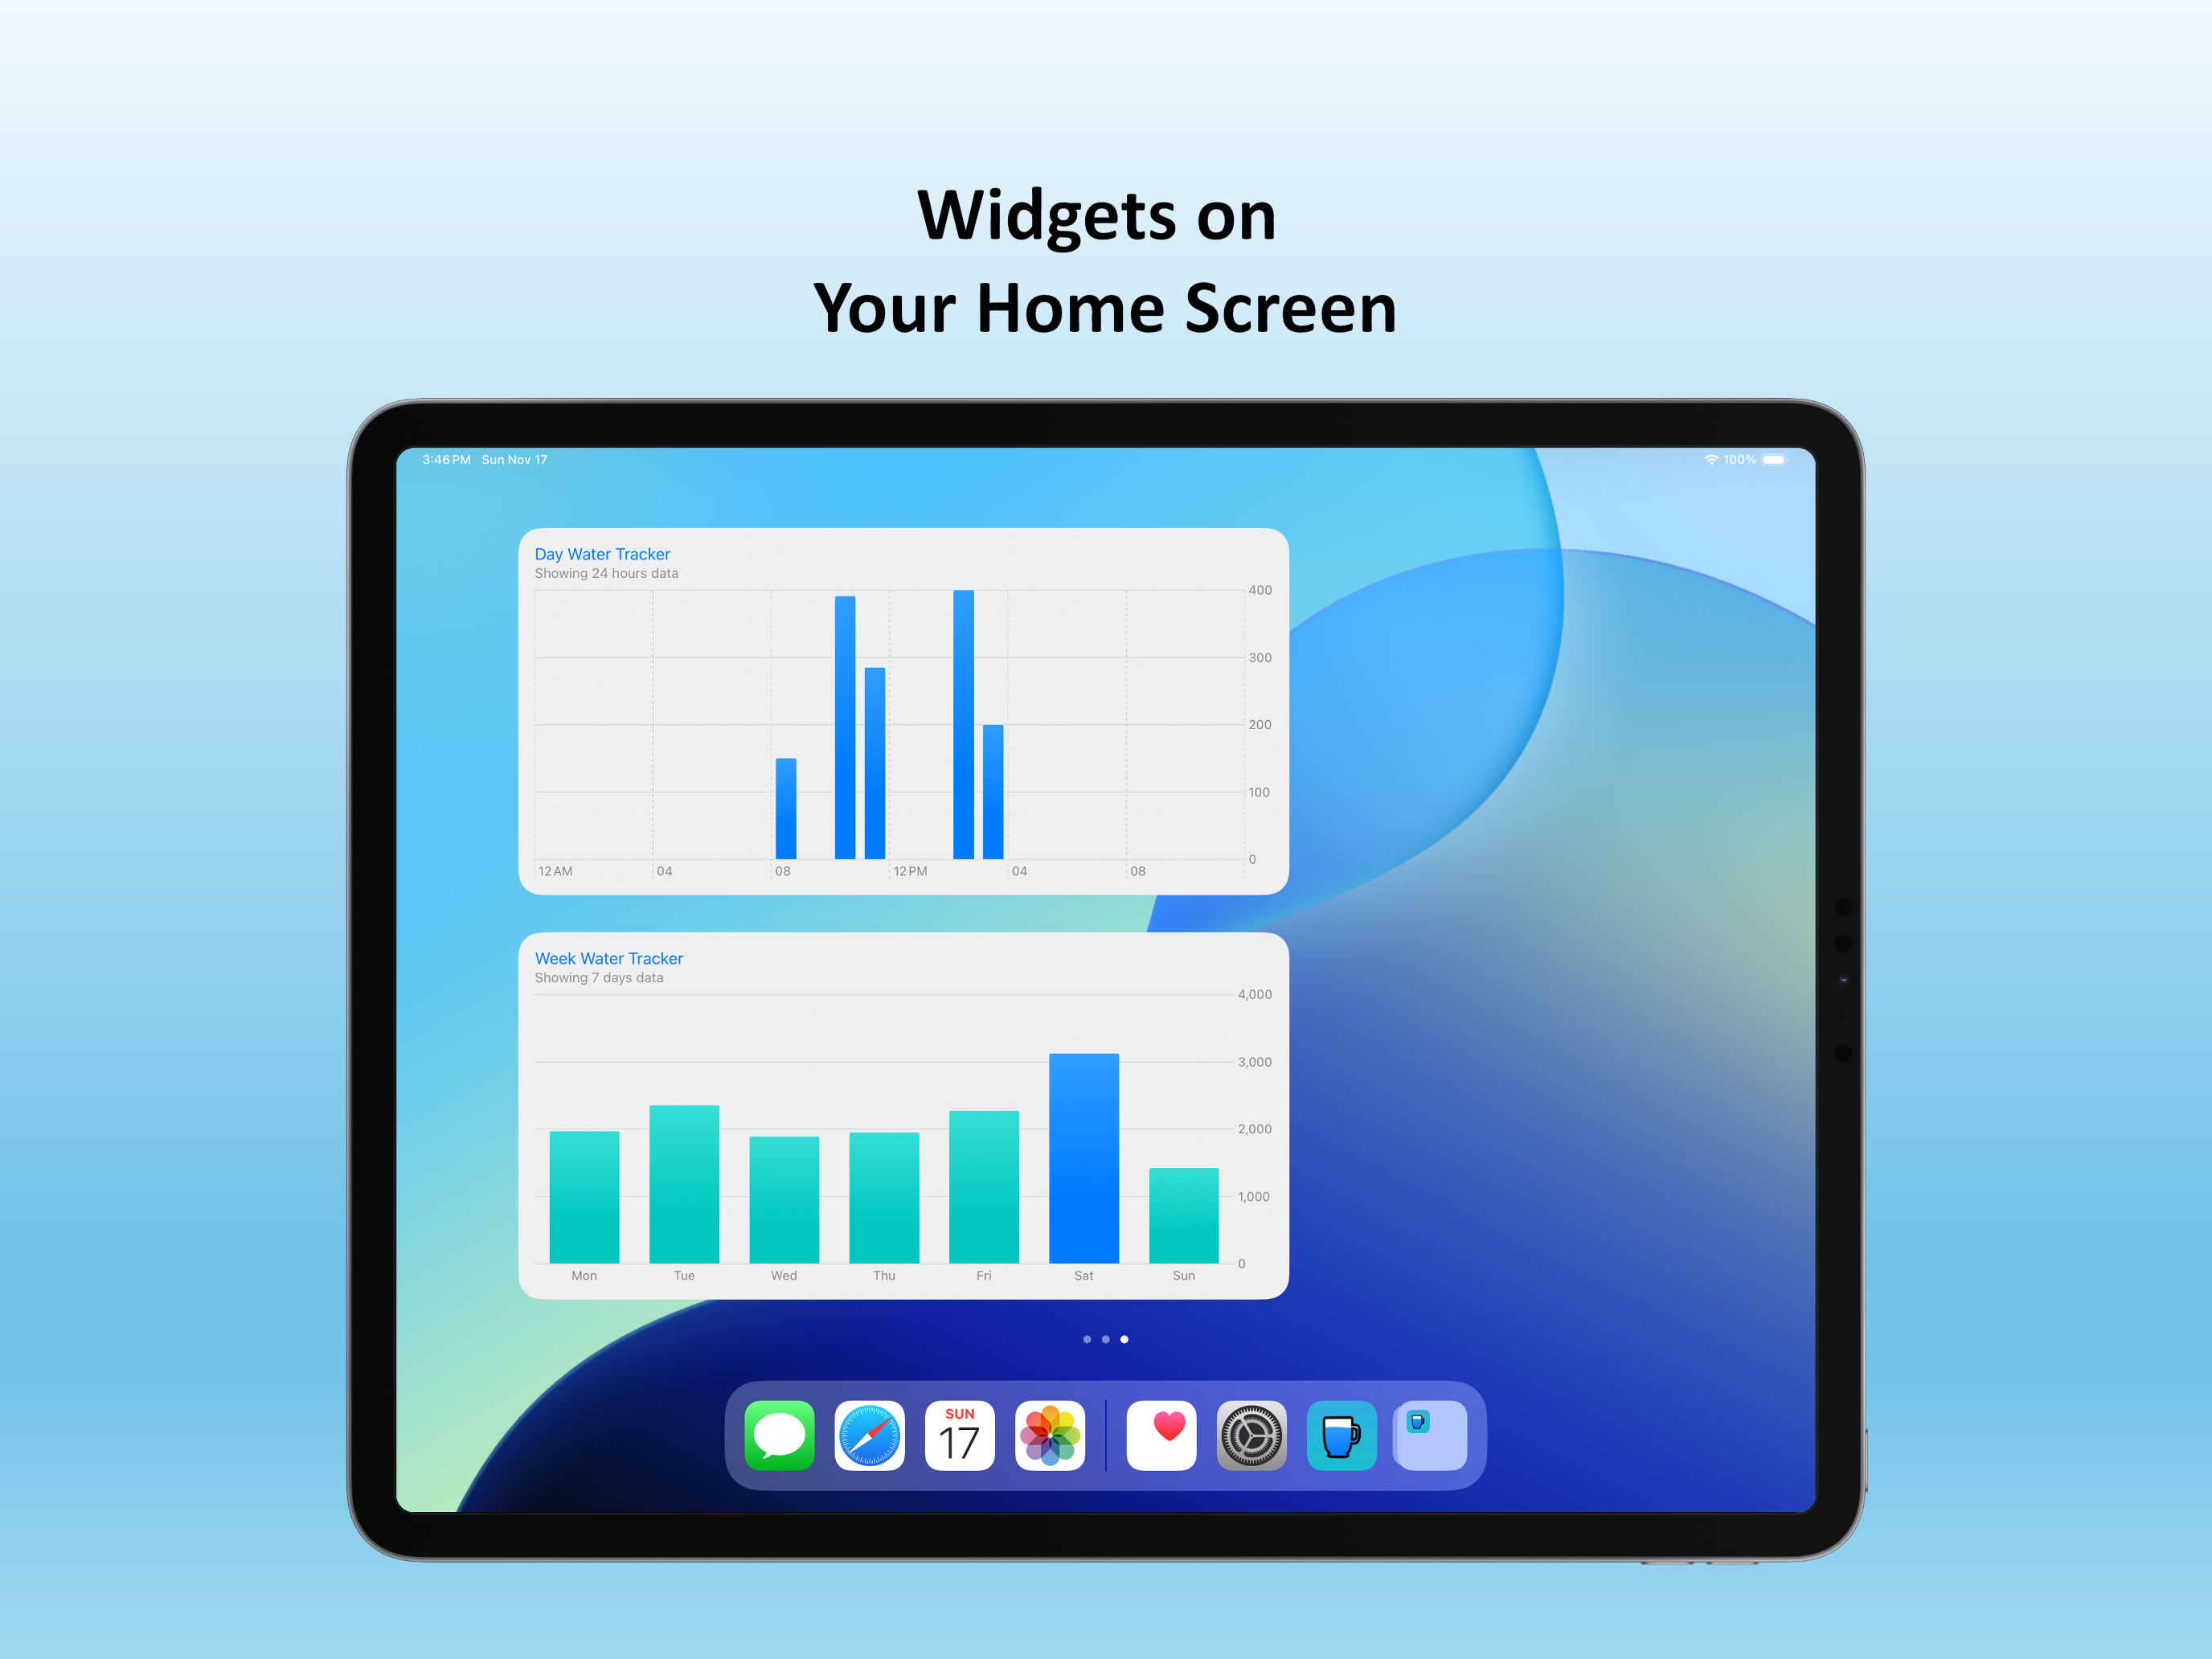 Widgets on
Your Home Screen
3:46 PM Sun Nov 17
100%
Day Water Tracker
Showing 24 hours data
400
300
200
100
0
12 AM 04 08 12 PM 04 08
Week Water Tracker
Showing 7 days data
4,000
3,000
2,000
1,000
0
Mon Tue Wed Thu Fri Sat Sun
SUN
17